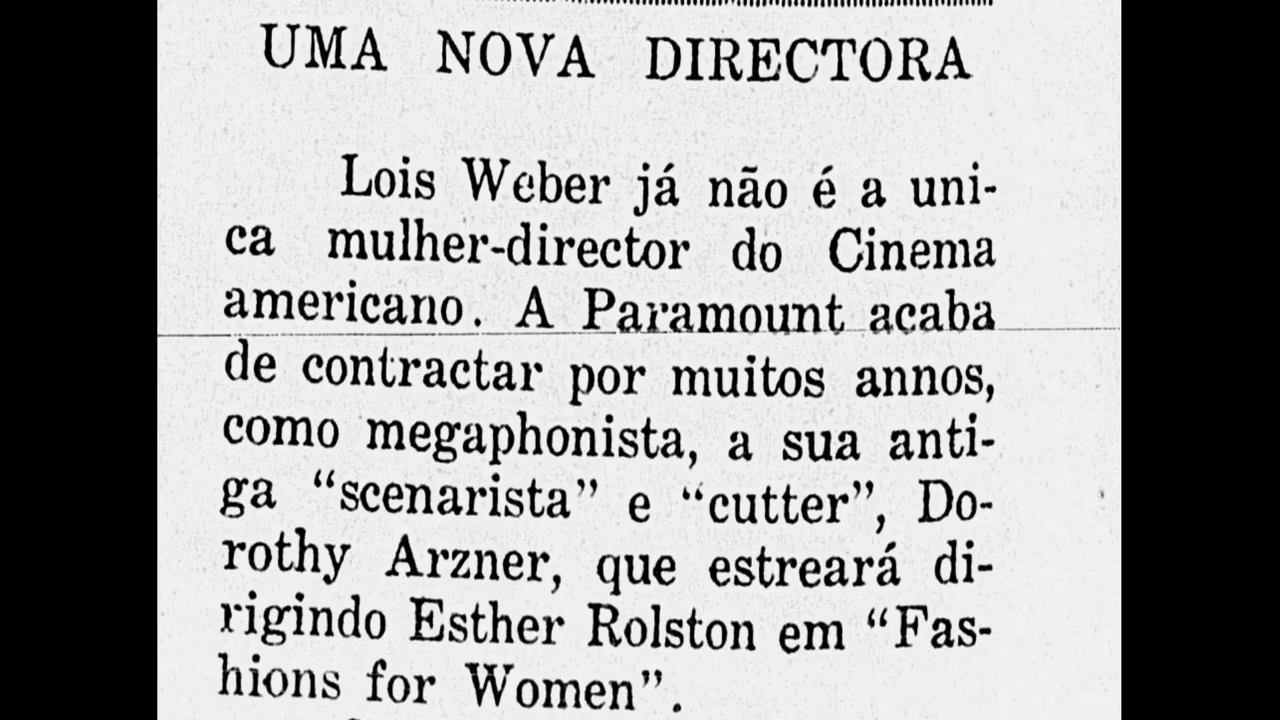 UMA NOVA DIRECTORA
Lois Weber já não é a uni-
ca mulher-director do Cinema
americano. A Paramount acaba
de contractar por muitos annos,
como megaphonista, a sua anti-
ga “scenarista” e “cutter”, Do-
rothy Arzner, que estreará di-
rigindo Esther Rolston em “Fas-
hions for Women”.